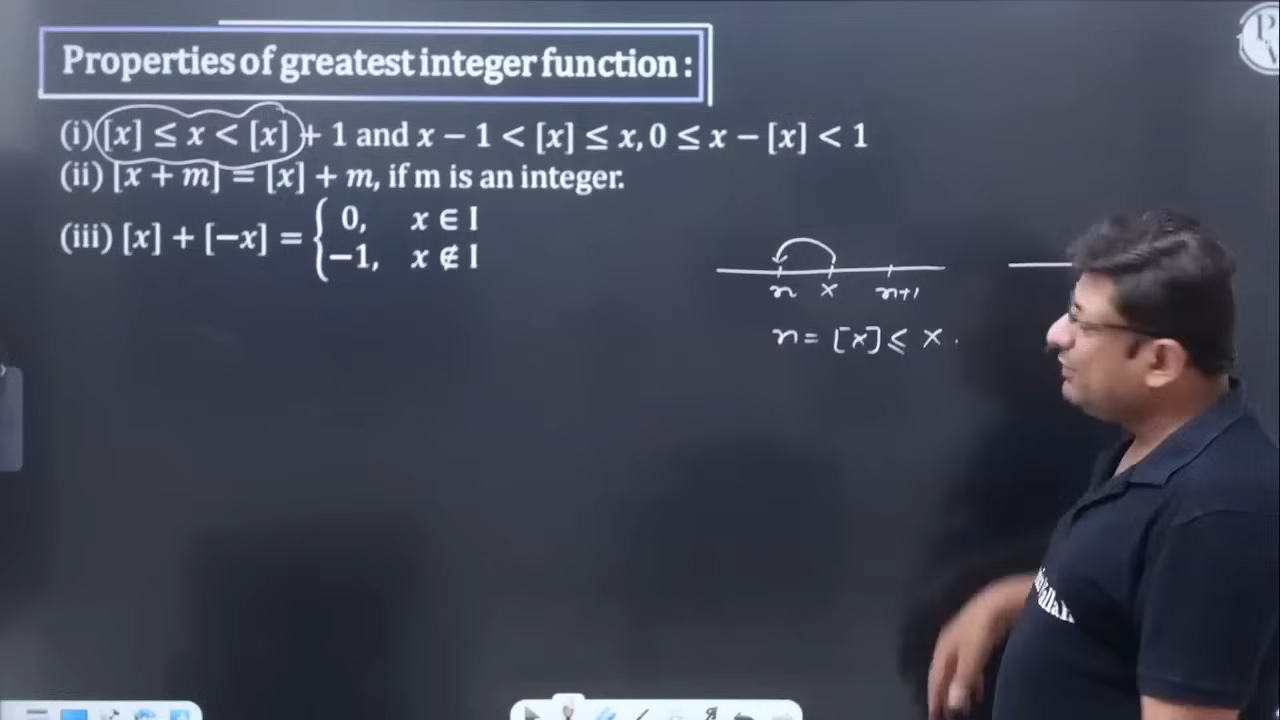 Properties of greatest integer function :
(i) [x] ≤ x < [x] + 1 and x − 1 < [x] ≤ x, 0 ≤ x − [x] < 1
(ii) [x + m] = [x] + m, if m is an integer.
(iii) [x] + [−x] = { 0, x ∈ I
−1, x ∉ I
n x n+1
n = [x] ≤ x .